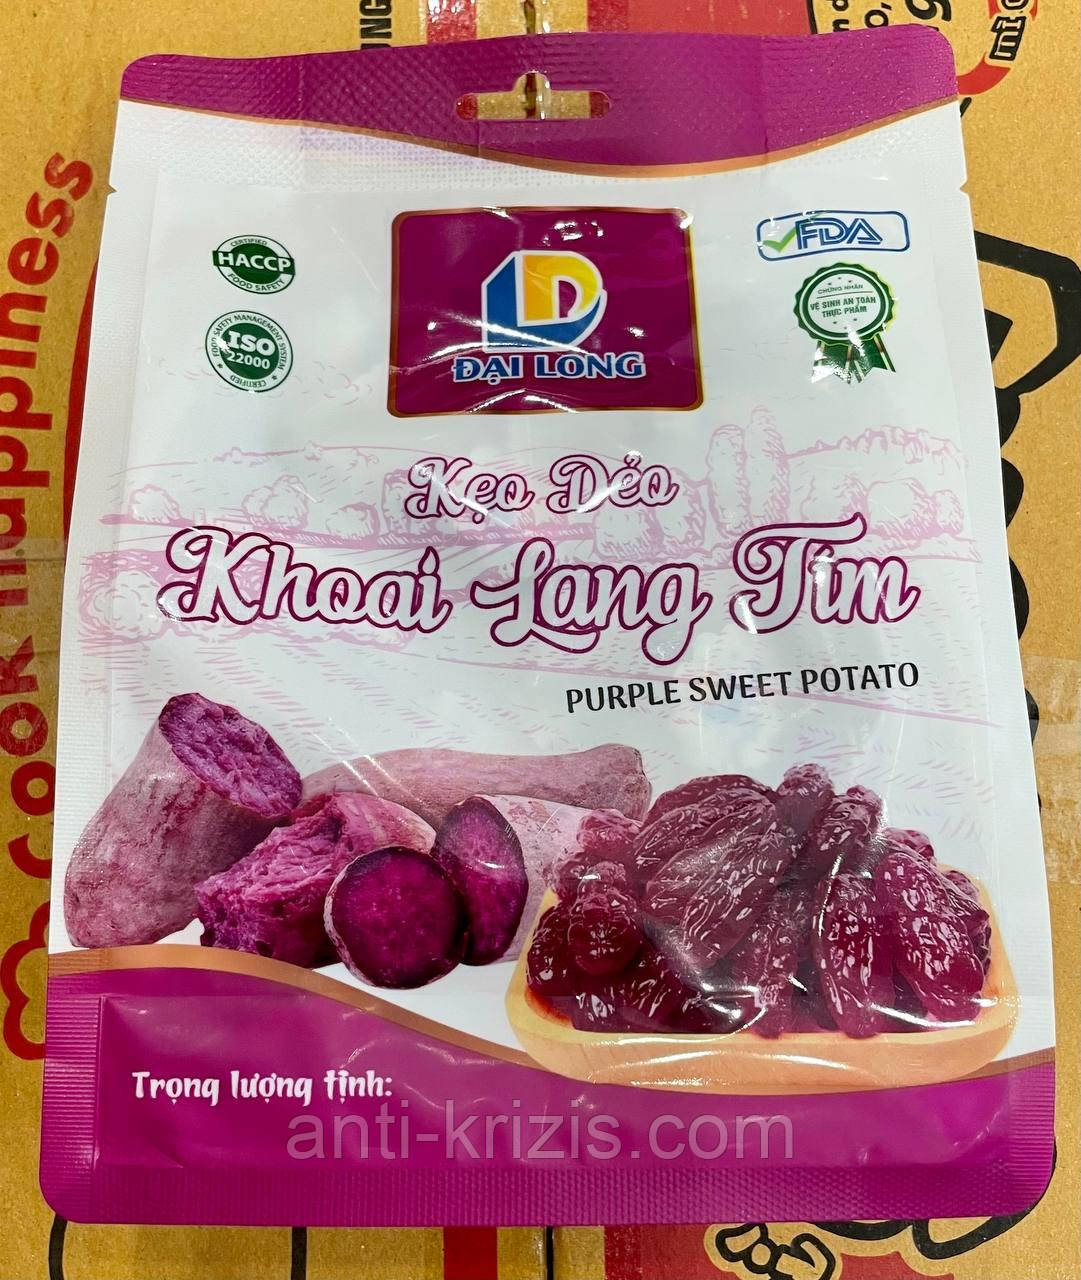 CERTIFIED
HACCP
FOOD SAFETY
FOOD SAFETY MANAGEMENT SYSTEM
ISO
22000
CERTIFIED
ĐẠI LONG
FDA
CHỨNG NHẬN
VỆ SINH AN TOÀN
THỰC PHẨM
Kẹo Dẻo
Khoai Lang Tím
PURPLE SWEET POTATO
Trọng lượng tịnh:
anti-krizis.com
cook happiness